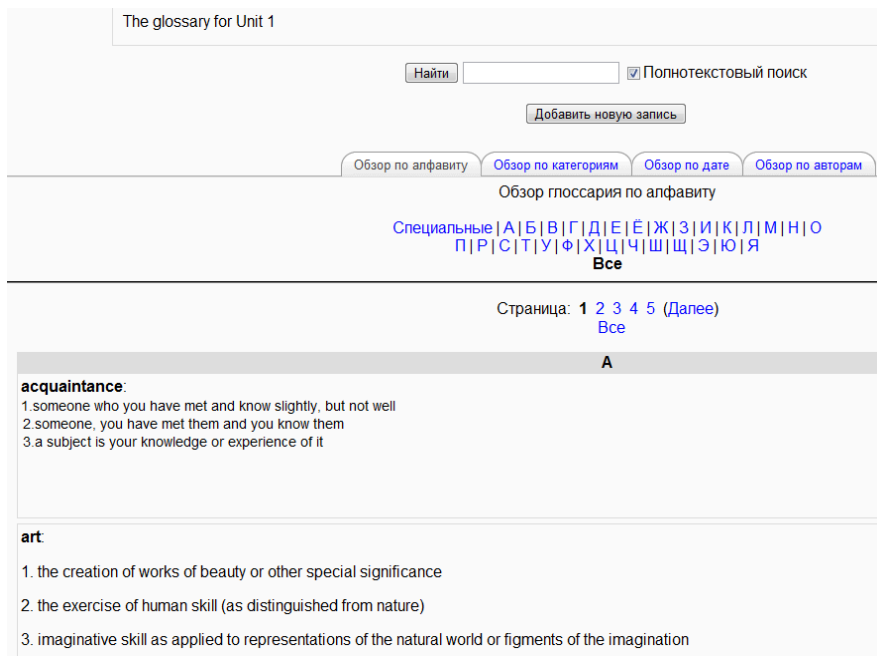 The glossary for Unit 1
Найти
Полнотекстовый поиск
Добавить новую запись
Обзор по алфавиту Обзор по категориям Обзор по дате Обзор по авторам
Обзор глоссария по алфавиту
Специальные | А | Б | В | Г | Д | Е | Ё | Ж | З | И | К | Л | М | Н | О
П | Р | С | Т | У | Ф | Х | Ц | Ч | Ш | Щ | Э | Ю | Я
Все
Страница: 1 2 3 4 5 (Далее)
Все
A
acquaintance:
1.someone who you have met and know slightly, but not well
2.someone, you have met them and you know them
3.a subject is your knowledge or experience of it
art:
1. the creation of works of beauty or other special significance
2. the exercise of human skill (as distinguished from nature)
3. imaginative skill as applied to representations of the natural world or figments of the imagination